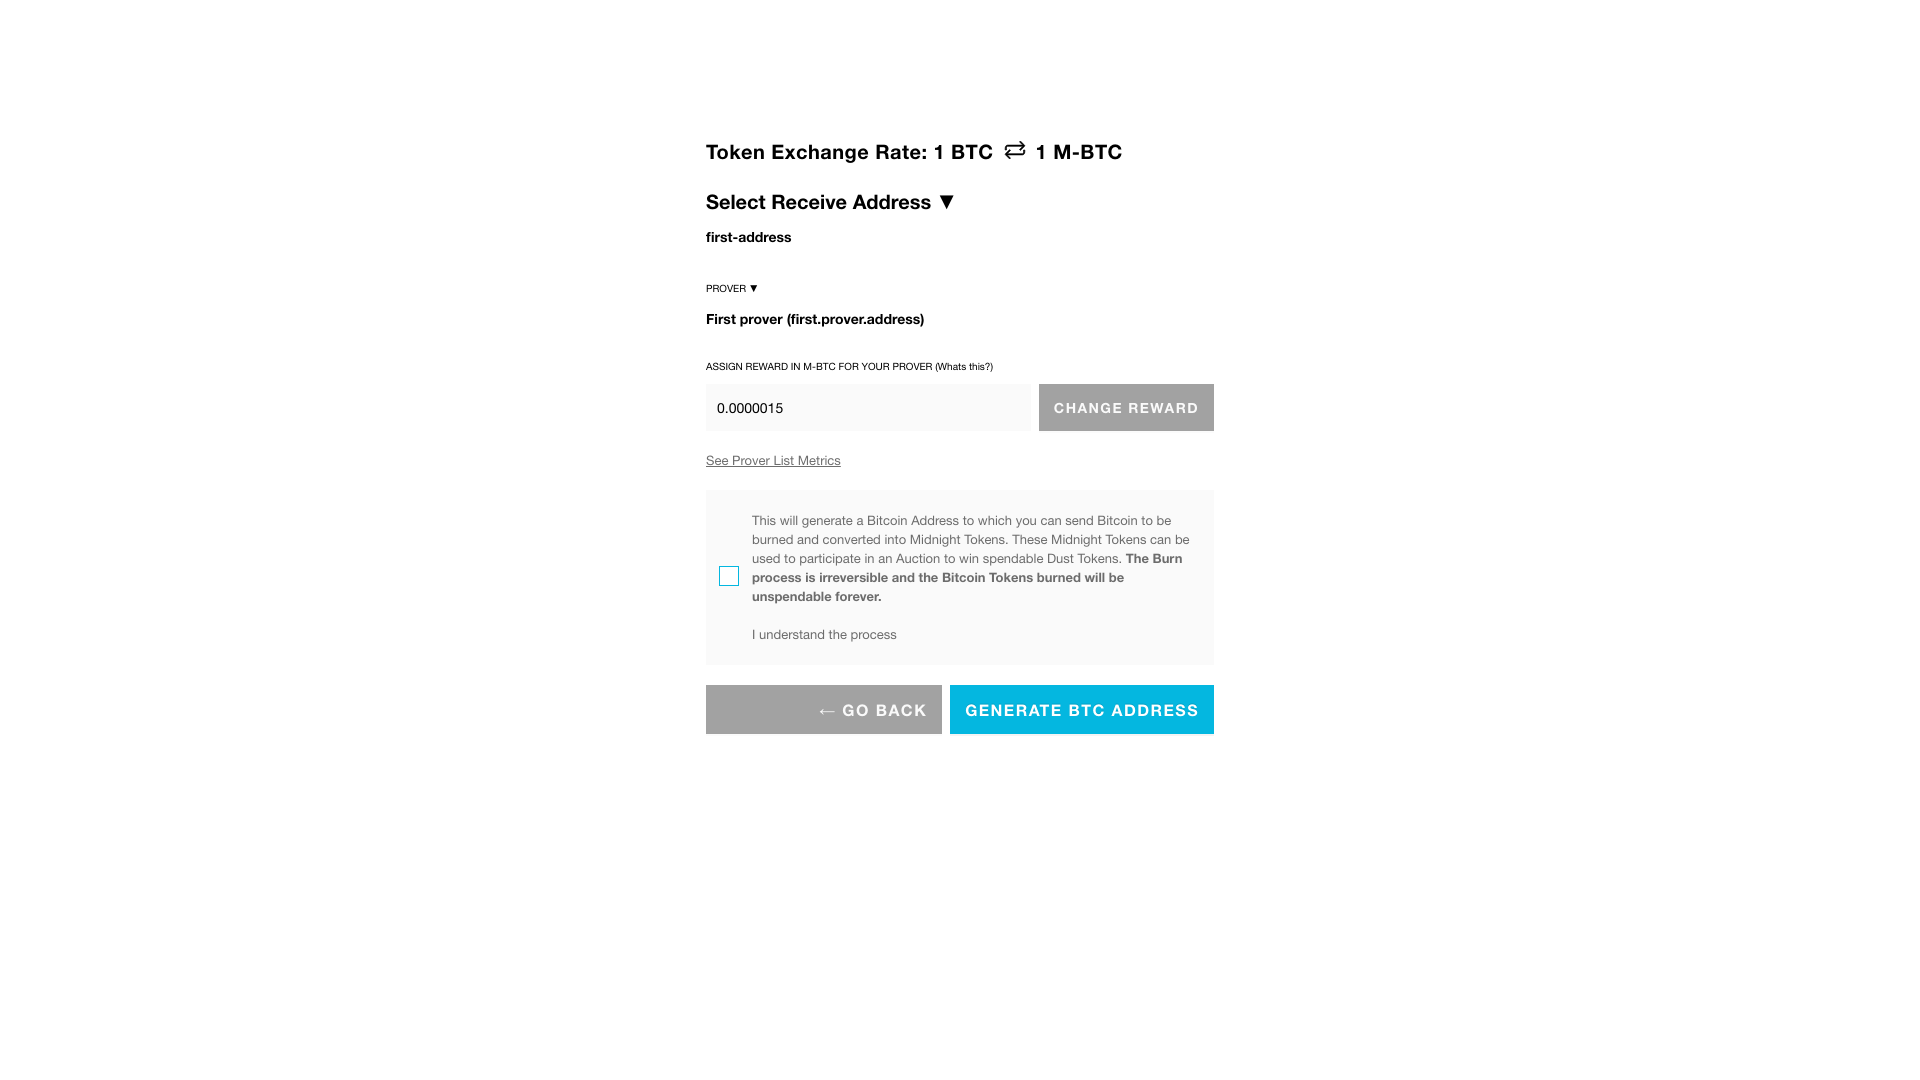 Token Exchange Rate: 1 BTC 1 M-BTC
Select Receive Address ▼
first-address
PROVER ▼
First prover (first.prover.address)
ASSIGN REWARD IN M-BTC FOR YOUR PROVER (Whats this?)
0.0000015
CHANGE REWARD
See Prover List Metrics
This will generate a Bitcoin Address to which you can send Bitcoin to be
burned and converted into Midnight Tokens. These Midnight Tokens can be
used to participate in an Auction to win spendable Dust Tokens. The Burn
process is irreversible and the Bitcoin Tokens burned will be
unspendable forever.
I understand the process
← GO BACK
GENERATE BTC ADDRESS